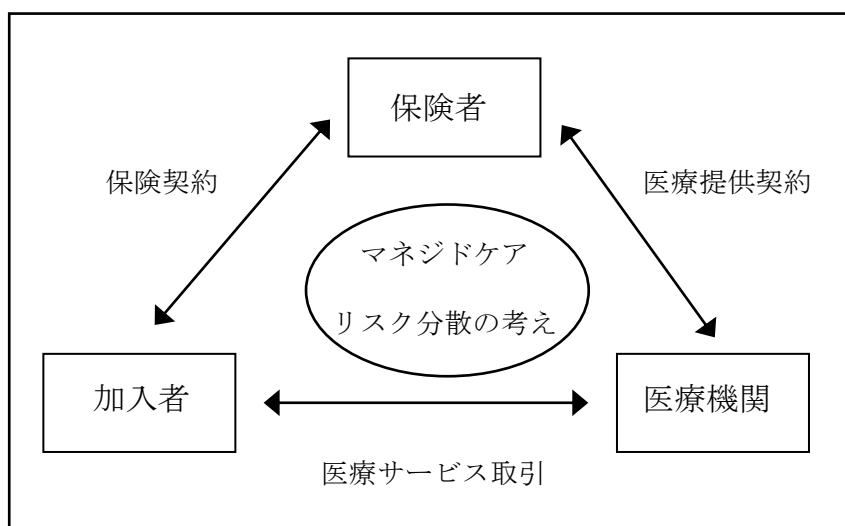 保険者
保険契約
医療提供契約
マネジドケア
リスク分散の考え
加入者
医療機関
医療サービス取引